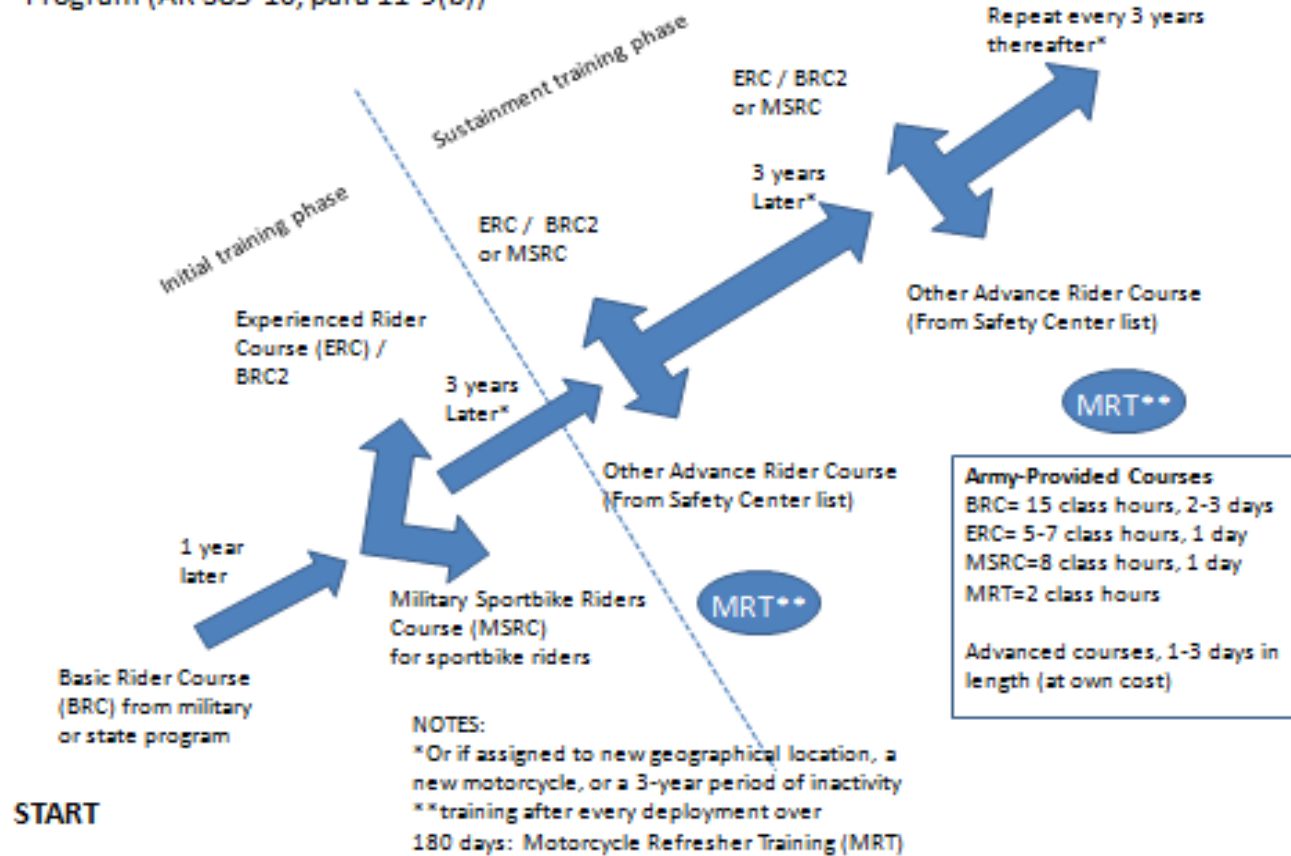 Program (AR 385-10, para 11-9(b))
Repeat every 3 years
thereafter*
Sustainment training phase
ERC / BRC2
or MSRC
3 years
Later*
Initial training phase
ERC / BRC2
or MSRC
Other Advance Rider Course
(From Safety Center list)
Experienced Rider
Course (ERC) /
BRC2
3 years
Later*
MRT**
Other Advance Rider Course
(From Safety Center list)
Army-Provided Courses
BRC= 15 class hours, 2-3 days
ERC= 5-7 class hours, 1 day
MSRC=8 class hours, 1 day
MRT=2 class hours
Advanced courses, 1-3 days in
length (at own cost)
1 year
later
Military Sportbike Riders
Course (MSRC)
for sportbike riders
MRT**
Basic Rider Course
(BRC) from military
or state program
NOTES:
*Or if assigned to new geographical location, a
new motorcycle, or a 3-year period of inactivity
**training after every deployment over
180 days: Motorcycle Refresher Training (MRT)
START